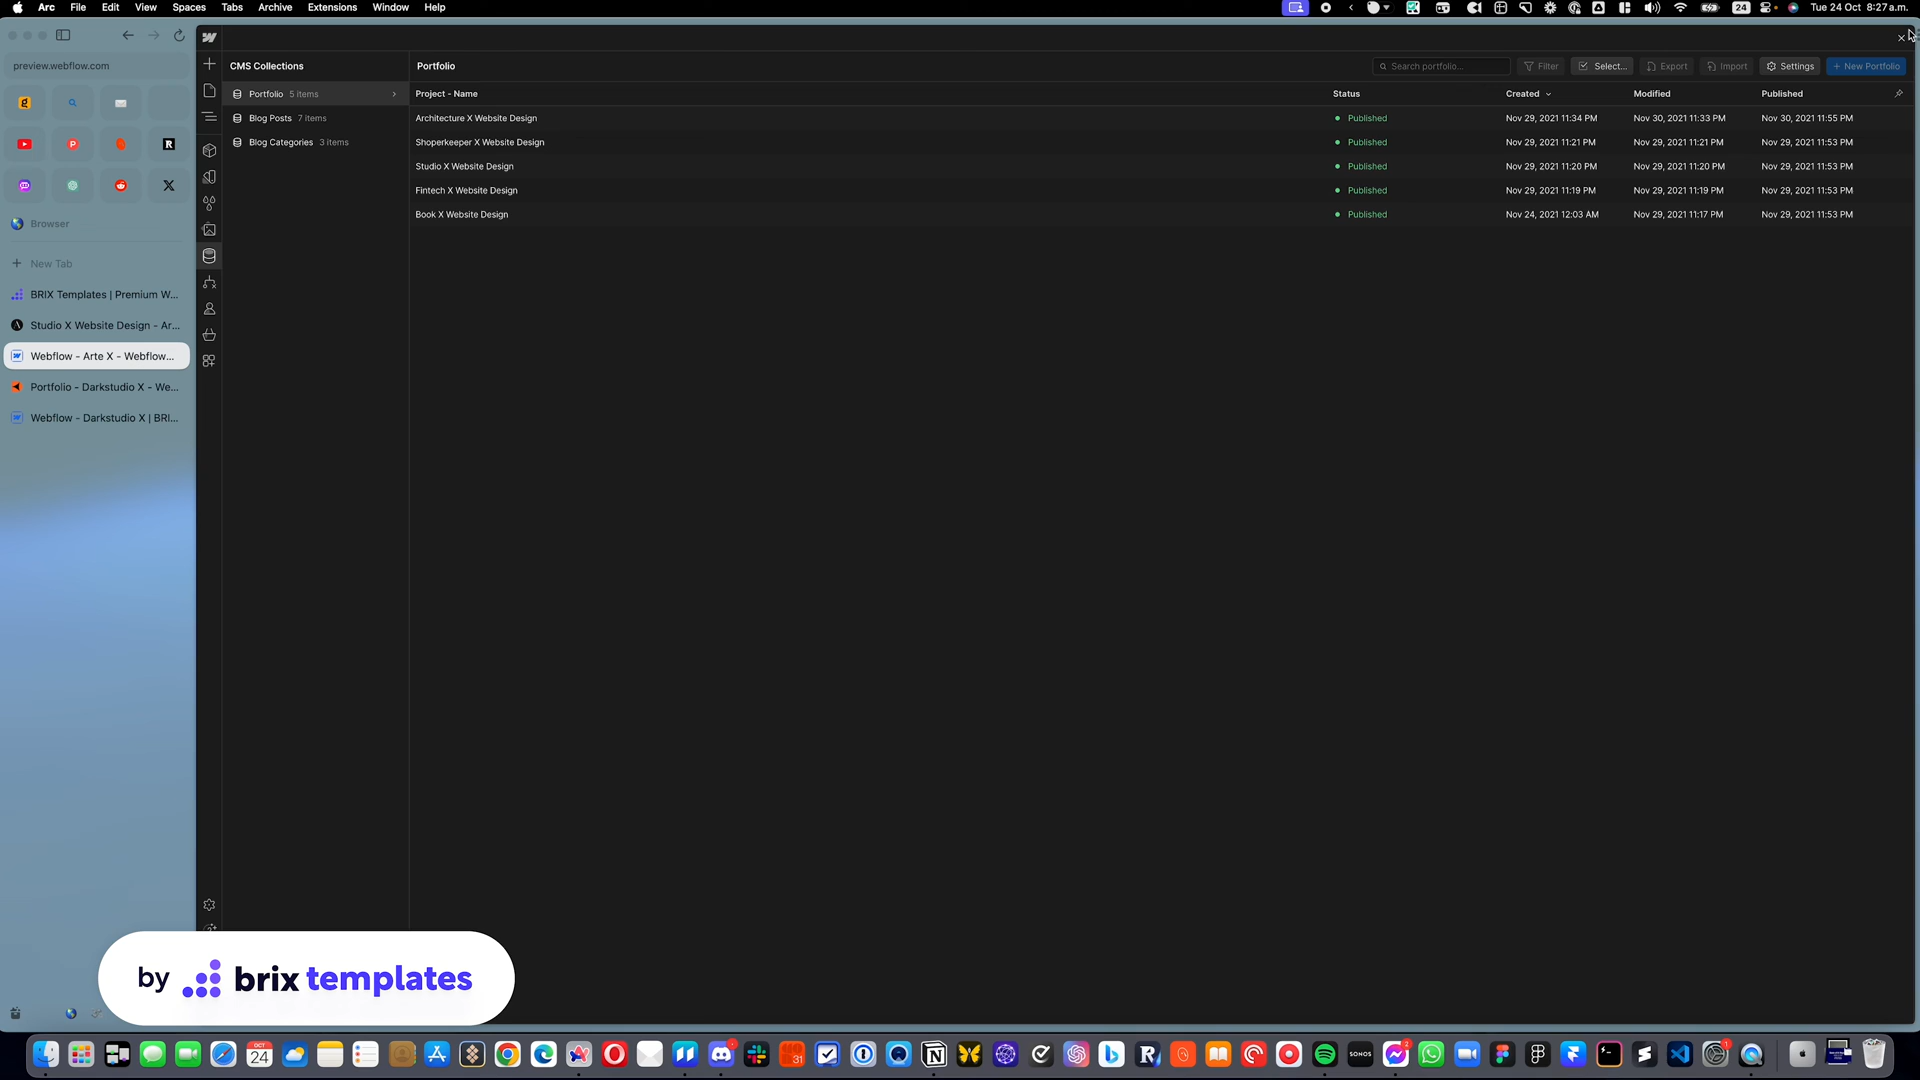 Arc File Edit View Spaces Tabs Archive Extensions Window Help
24 Tue 24 Oct 8:27 a.m.
preview.webflow.com
Browser
New Tab
BRIX Templates | Premium W...
Studio X Website Design - Ar...
Webflow - Arte X - Webflow...
Portfolio - Darkstudio X - We...
Webflow - Darkstudio X | BRI...
CMS Collections
Portfolio 5 items
Blog Posts 7 items
Blog Categories 3 items
Portfolio
Search portfolio... Filter Select... Export Import Settings + New Portfolio
Project - Name Status Created Modified Published
Architecture X Website Design Published Nov 29, 2021 11:34 PM Nov 30, 2021 11:33 PM Nov 30, 2021 11:55 PM
Shoperkeeper X Website Design Published Nov 29, 2021 11:21 PM Nov 29, 2021 11:21 PM Nov 29, 2021 11:53 PM
Studio X Website Design Published Nov 29, 2021 11:20 PM Nov 29, 2021 11:20 PM Nov 29, 2021 11:53 PM
Fintech X Website Design Published Nov 29, 2021 11:19 PM Nov 29, 2021 11:19 PM Nov 29, 2021 11:53 PM
Book X Website Design Published Nov 24, 2021 12:03 AM Nov 29, 2021 11:17 PM Nov 29, 2021 11:53 PM
by brix templates
OCT
24
31
SONOS
2
1